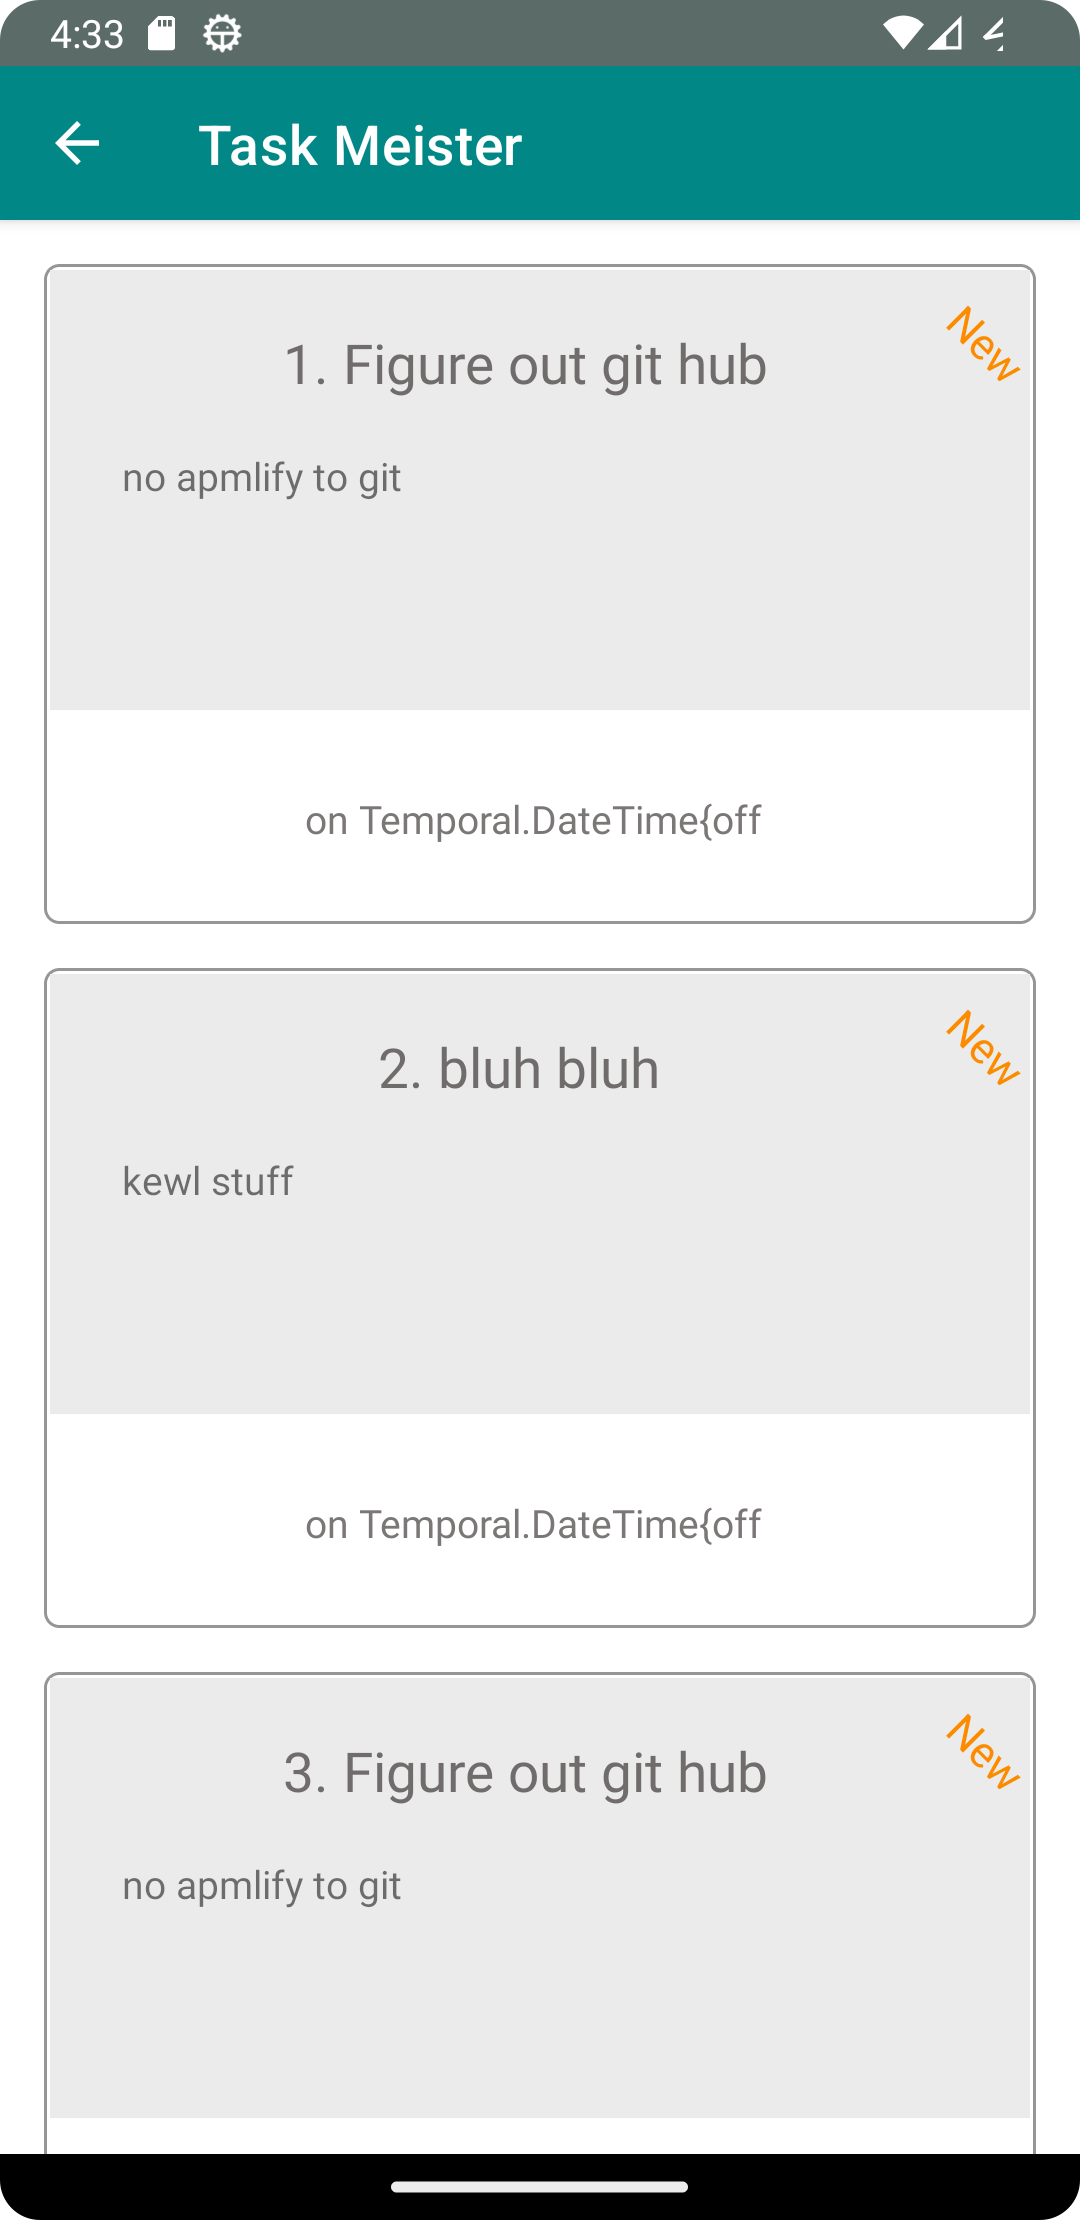 4:33
Task Meister
New
1. Figure out git hub
no apmlify to git
on Temporal.DateTime{off
New
2. bluh bluh
kewl stuff
on Temporal.DateTime{off
New
3. Figure out git hub
no apmlify to git